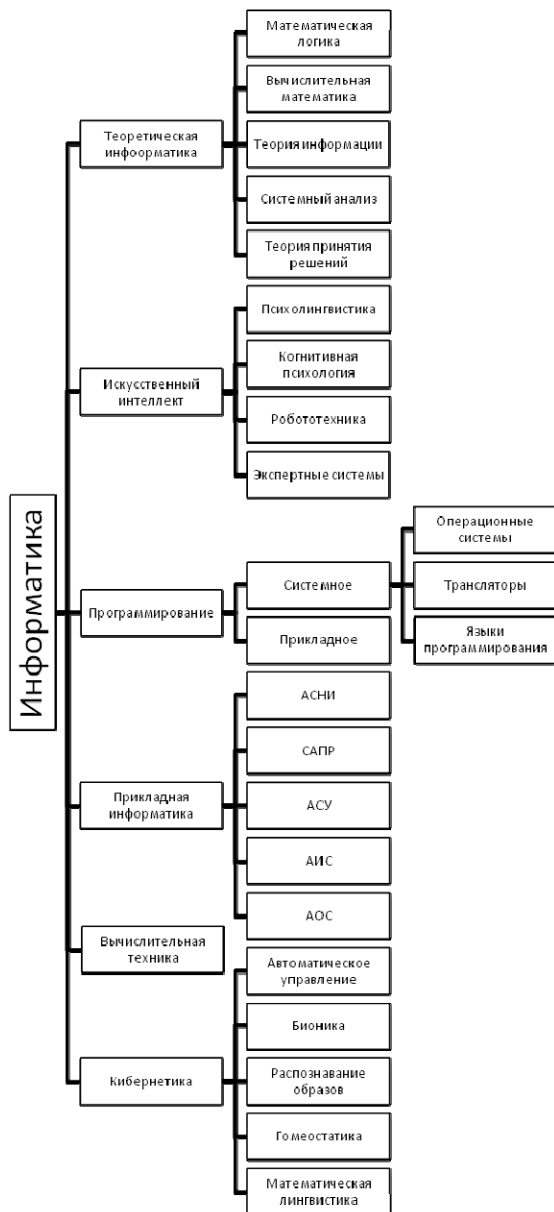 Информатика
Теоретическая
информатика
Математическая
логика
Вычислительная
математика
Теория информации
Системный анализ
Теория принятия
решений
Искусственный
интеллект
Психолингвистика
Когнитивная
психология
Робототехника
Экспертные системы
Программирование
Системное
Операционные
системы
Трансляторы
Языки
программирования
Прикладное
Прикладная
информатика
АСНИ
САПР
АСУ
АИС
АОС
Вычислительная
техника
Кибернетика
Автоматическое
управление
Бионика
Распознавание
образов
Гомеостатика
Математическая
лингвистика